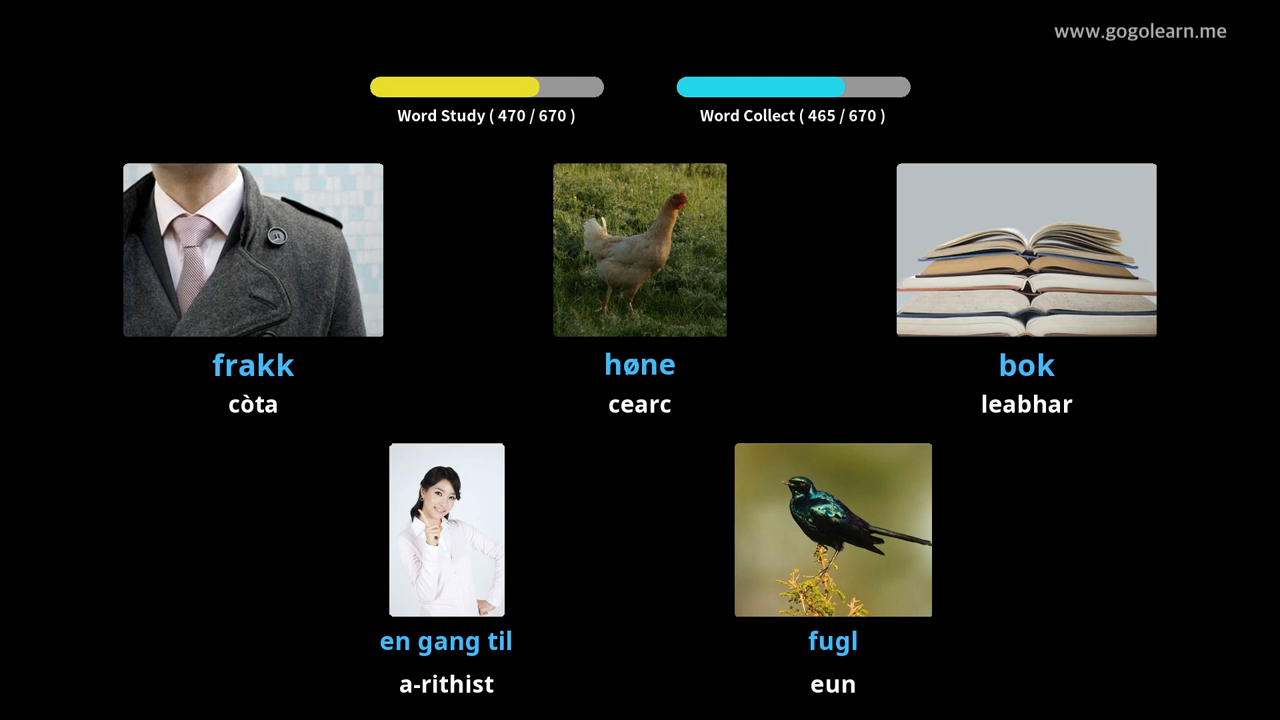 www.gogolearn.me
Word Study ( 470 / 670 )
Word Collect ( 465 / 670 )
frakk
còta
høne
cearc
bok
leabhar
en gang til
a-rithist
fugl
eun